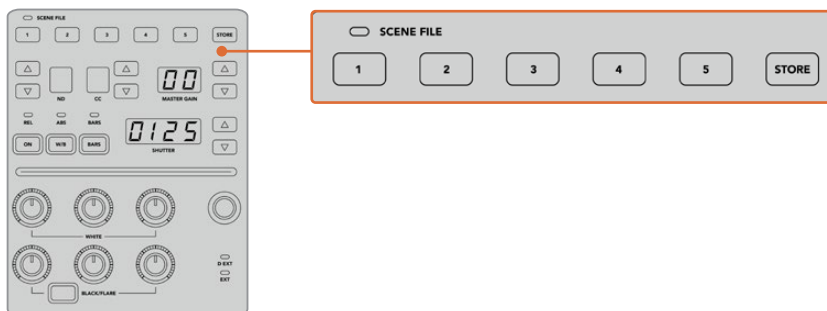 SCENE FILE
1 2 3 4 5 STORE
ND CC 00 MASTER GAIN
REL ABS BARS
ON W/B BARS 0125
SHUTTER
WHITE
D EXT
EXT
BLACK/FLARE
SCENE FILE
1 2 3 4 5 STORE